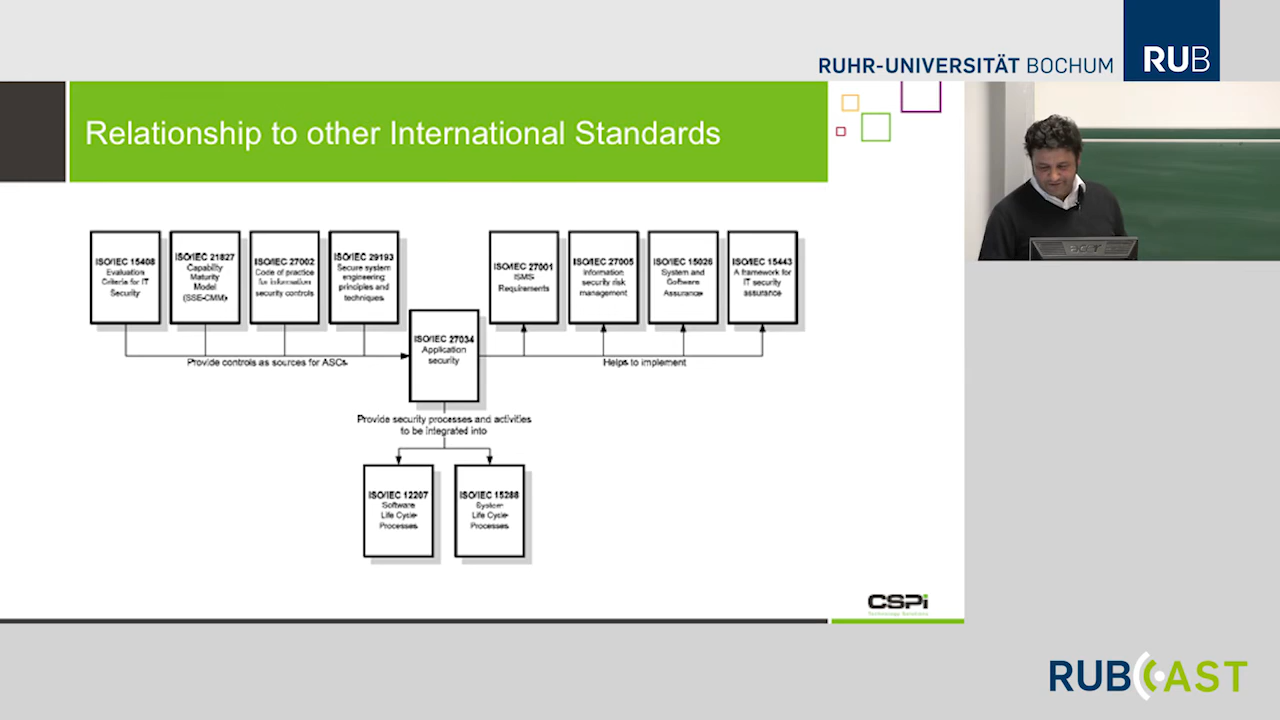 RUHR-UNIVERSITÄT BOCHUM
RUB
Relationship to other International Standards
ISO/IEC 15408
Evaluation
Criteria for IT
Security
ISO/IEC 21827
Capability
Maturity
Model
(SSE-CMM)
ISO/IEC 27002
Code of practice
for information
security controls
ISO/IEC 29193
Secure system
engineering
principles and
techniques
ISO/IEC 27001
ISMS
Requirements
ISO/IEC 27005
Information
security risk
management
ISO/IEC 15026
System and
Software
Assurance
ISO/IEC 15443
A framework for
IT security
assurance
ISO/IEC 27034
Application
security
Provide controls as sources for ASCs
Helps to implement
Provide security processes and activities
to be integrated into
ISO/IEC 12207
Software
Life Cycle
Processes
ISO/IEC 15288
System
Life Cycle
Processes
acer
CSPi
RUBCAST